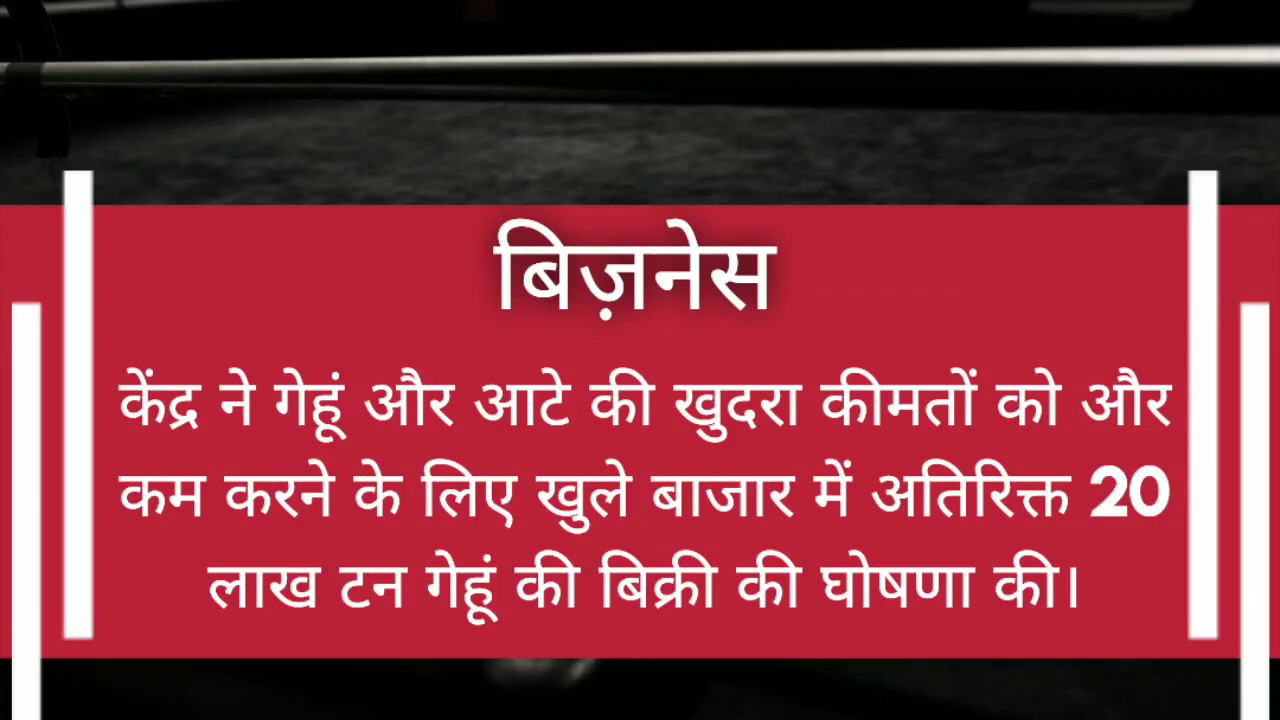 बिज़नेस
केंद्र ने गेहूं और आटे की खुदरा कीमतों को और
कम करने के लिए खुले बाजार में अतिरिक्त 20
लाख टन गेहूं की बिक्री की घोषणा की।